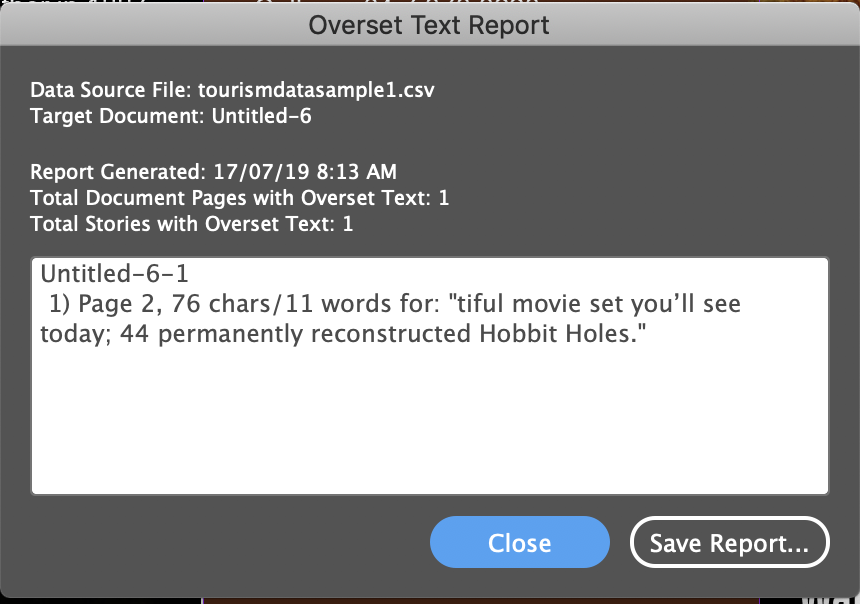 Overset Text Report
Data Source File: tourismdatasample1.csv
Target Document: Untitled-6
Report Generated: 17/07/19 8:13 AM
Total Document Pages with Overset Text: 1
Total Stories with Overset Text: 1
Untitled-6-1
1) Page 2, 76 chars/11 words for: "tiful movie set you’ll see
today; 44 permanently reconstructed Hobbit Holes."
Close
Save Report...